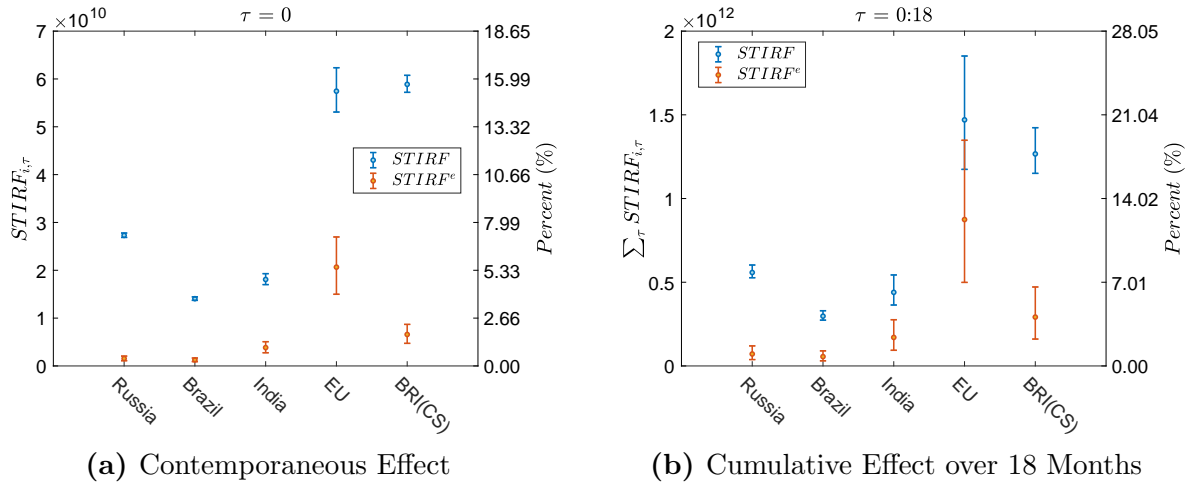 ×10^10
τ = 0
7
6
5
4
3
2
1
0
STIRF_{i,τ}
18.65
15.99
13.32
10.66
7.99
5.33
2.66
0.00
Percent (%)
STIRF
STIRF^e
Russia
Brazil
India
EU
BRI(CS)
(a) Contemporaneous Effect
×10^12
τ = 0:18
2
1.5
1
0.5
0
∑_τ STIRF_{i,τ}
28.05
21.04
14.02
7.01
0.00
Percent (%)
STIRF
STIRF^e
Russia
Brazil
India
EU
BRI(CS)
(b) Cumulative Effect over 18 Months